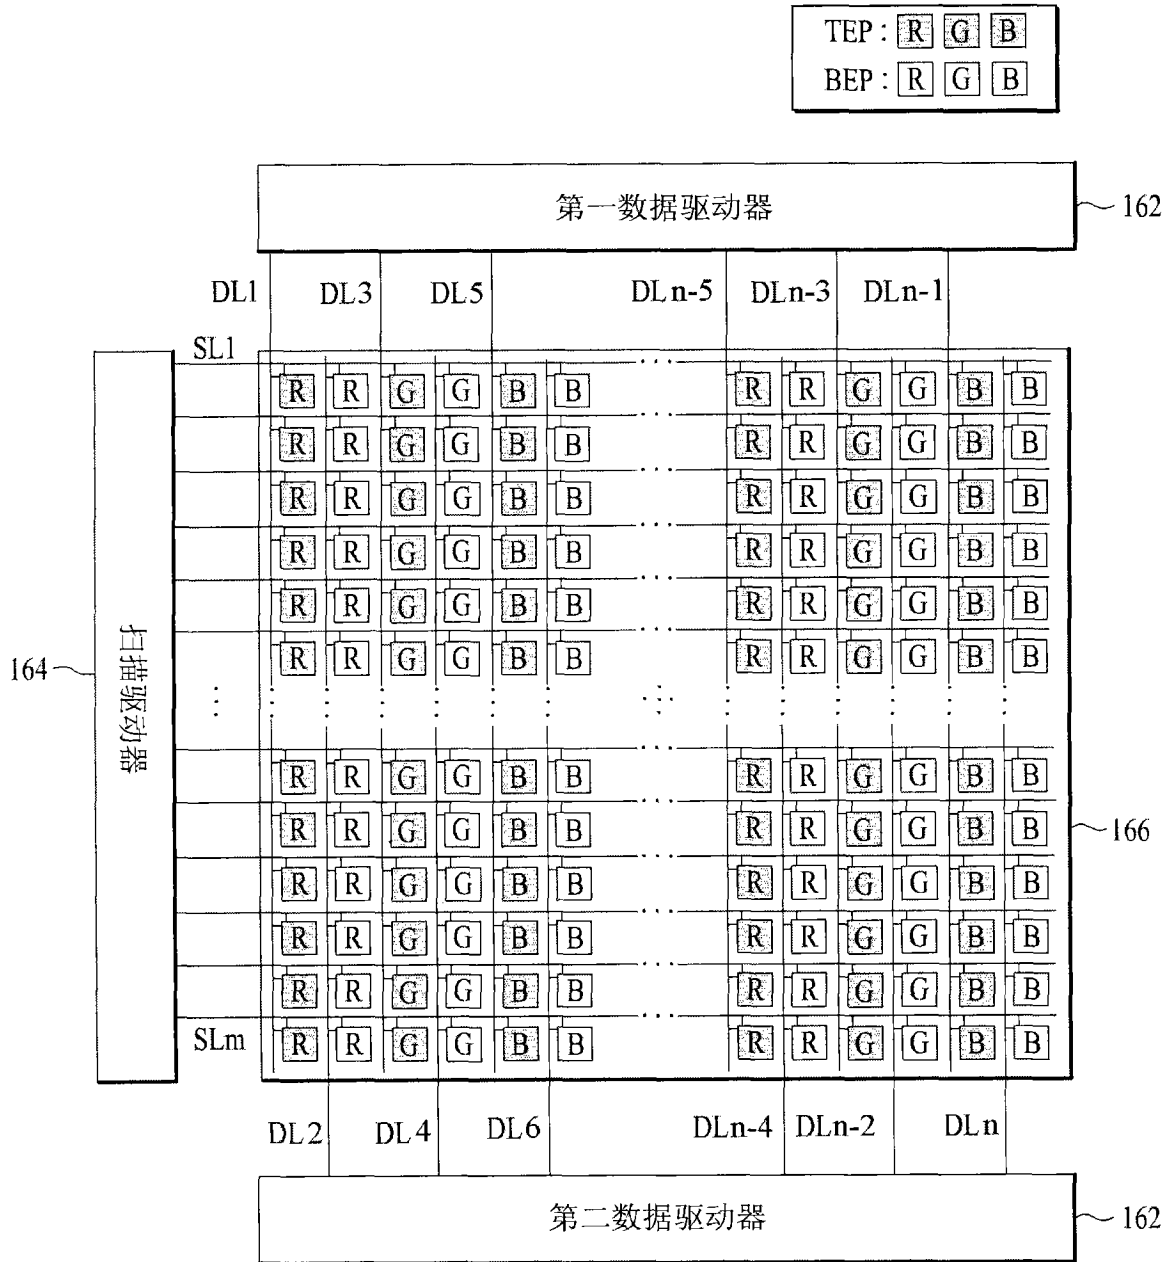 TEP : R G B
BEP : R G B
第一数据驱动器 162
DL1 DL3 DL5 DLn-5 DLn-3 DLn-1
SL1
R R G G B B ... R R G G B B
R R G G B B ... R R G G B B
R R G G B B ... R R G G B B
R R G G B B ... R R G G B B
R R G G B B ... R R G G B B
R R G G B B R R G G B B
164 扫描驱动器
R R G G B B ... R R G G B B
R R G G B B ... R R G G B B
166
R R G G B B ... R R G G B B
R R G G B B ... R R G G B B
R R G G B B ... R R G G B B
SLm R R G G B B ... R R G G B B
DL2 DL4 DL6 DLn-4 DLn-2 DLn
第二数据驱动器 162